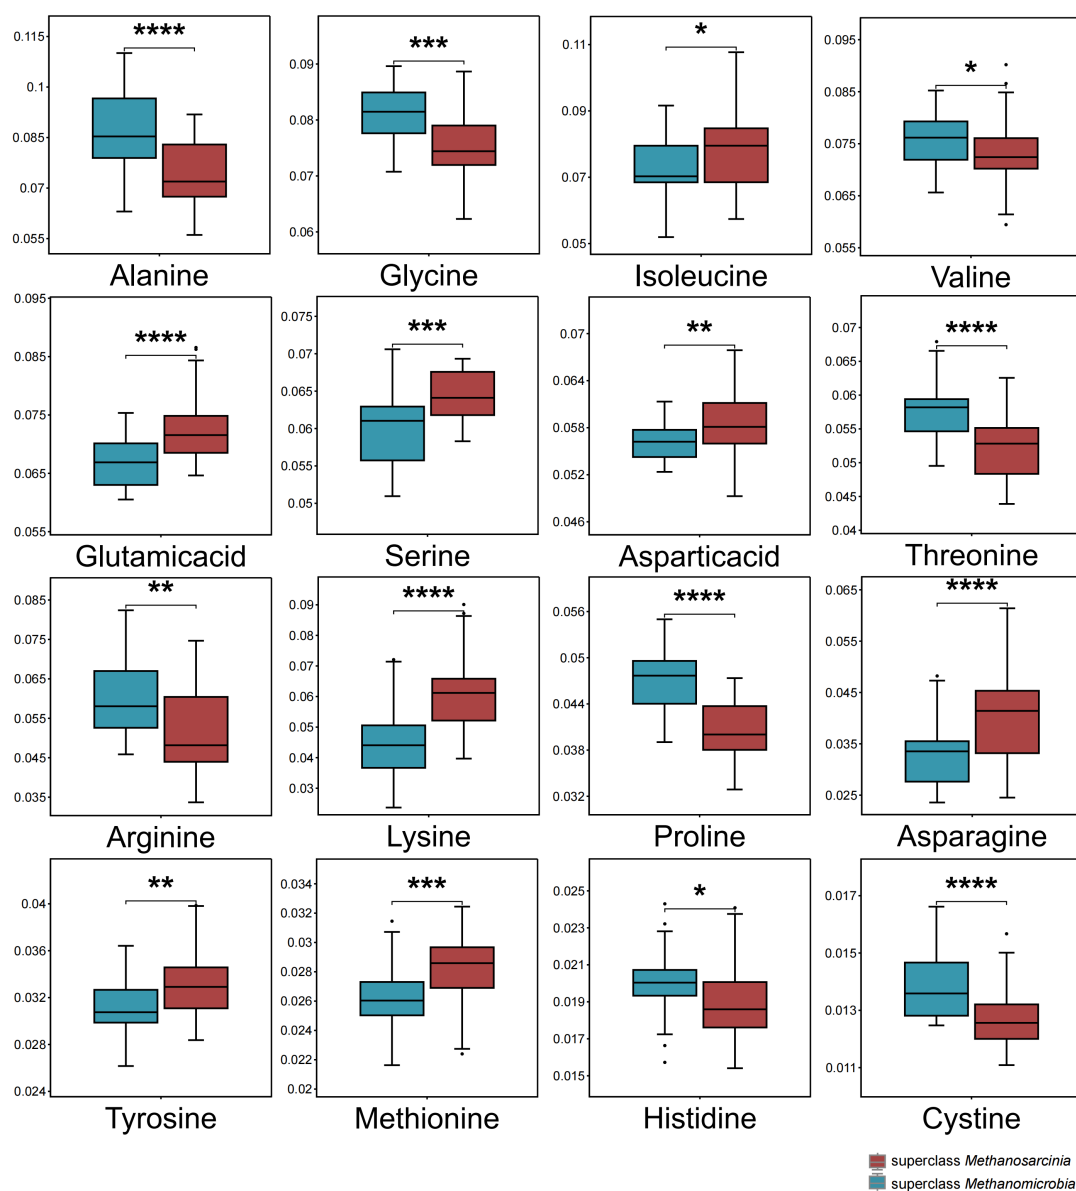 **** *** * *
0.115 0.1 0.085 0.07 0.055
0.09 0.08 0.07 0.06
0.11 0.09 0.07 0.05
0.095 0.085 0.075 0.065 0.055
Alanine Glycine Isoleucine Valine
**** *** ** ****
0.095 0.085 0.075 0.065 0.055
0.075 0.07 0.065 0.06 0.055 0.05
0.07 0.064 0.058 0.052 0.046
0.07 0.065 0.06 0.055 0.05 0.045 0.04
Glutamicacid Serine Asparticacid Threonine
** **** **** ****
0.085 0.075 0.065 0.055 0.045 0.035
0.09 0.08 0.07 0.06 0.05 0.04 0.03
0.056 0.05 0.044 0.038 0.032
0.065 0.055 0.045 0.035 0.025
Arginine Lysine Proline Asparagine
** *** * ****
0.04 0.036 0.032 0.028 0.024
0.034 0.032 0.03 0.028 0.026 0.024 0.022 0.02
0.025 0.023 0.021 0.019 0.017 0.015
0.017 0.015 0.013 0.011
Tyrosine Methionine Histidine Cystine
superclass Methanosarcinia
superclass Methanomicrobia